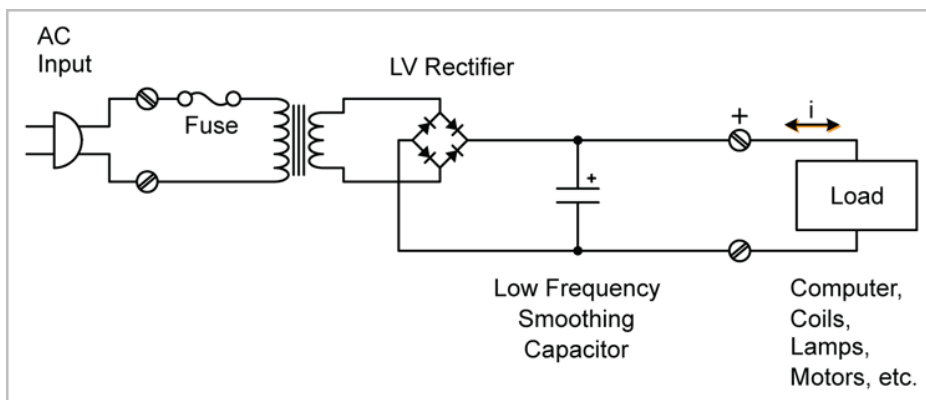 AC
Input
LV Rectifier
Fuse
+
i
+
Load
Low Frequency
Smoothing
Capacitor
Computer,
Coils,
Lamps,
Motors, etc.